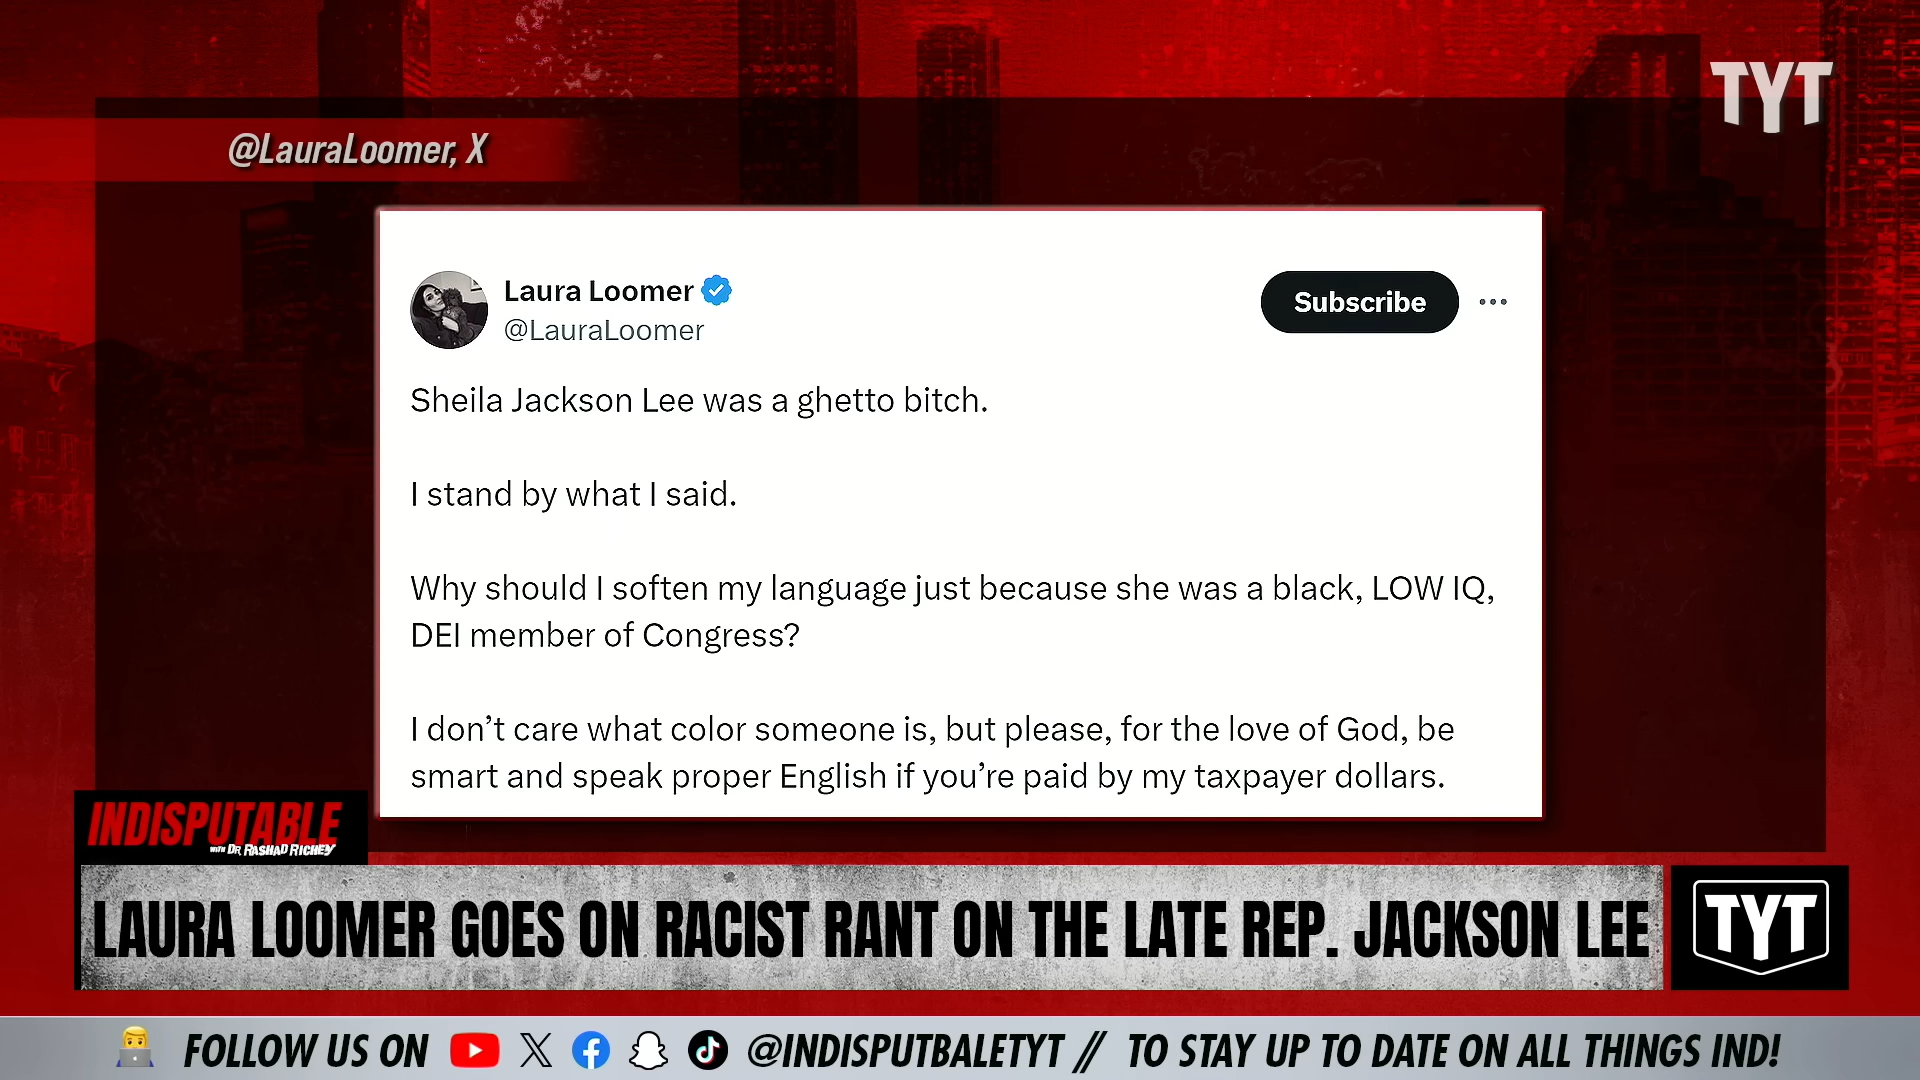 TYT
@LauraLoomer, X
Laura Loomer
@LauraLoomer
Subscribe
Sheila Jackson Lee was a ghetto bitch.
I stand by what I said.
Why should I soften my language just because she was a black, LOW IQ,
DEI member of Congress?
I don’t care what color someone is, but please, for the love of God, be
smart and speak proper English if you’re paid by my taxpayer dollars.
INDISPUTABLE
WITH DR RASHAD RICHEY
LAURA LOOMER GOES ON RACIST RANT ON THE LATE REP. JACKSON LEE
TYT
FOLLOW US ON @INDISPUTBALETYT // TO STAY UP TO DATE ON ALL THINGS IND!